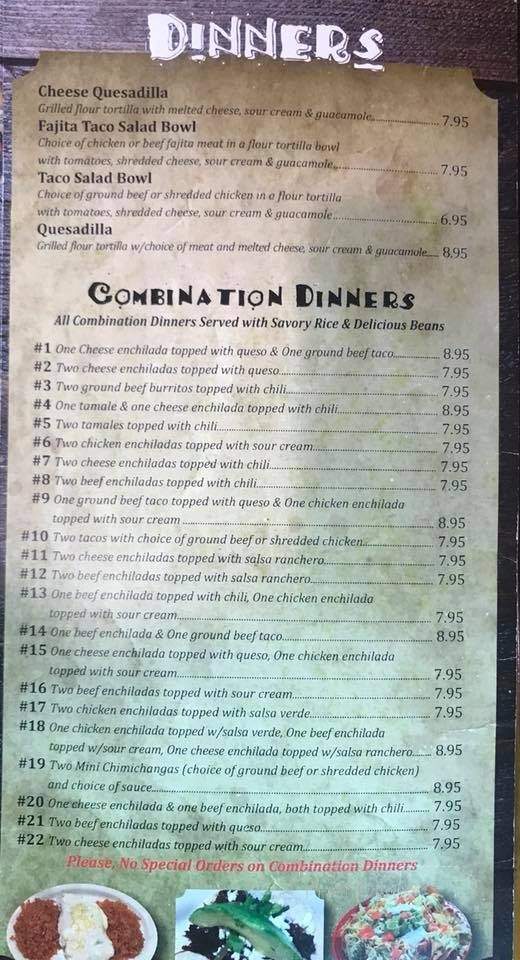 DINNERS
Cheese Quesadilla
Grilled flour tortilla with melted cheese, sour cream & guacamole 7.95
Fajita Taco Salad Bowl
Choice of chicken or beef fajita meat in a flour tortilla bowl
with tomatoes, shredded cheese, sour cream & guacamole 7.95
Taco Salad Bowl
Choice of ground beef or shredded chicken in a flour tortilla
with tomatoes, shredded cheese, sour cream & guacamole 6.95
Quesadilla
Grilled flour tortilla w/choice of meat and melted cheese, sour cream & guacamole 8.95
COMBINATION DINNERS
All Combination Dinners Served with Savory Rice & Delicious Beans
#1 One Cheese enchilada topped with queso & One ground beef taco 8.95
#2 Two cheese enchiladas topped with queso 7.95
#3 Two ground beef burritos topped with chili 7.95
#4 One tamale & one cheese enchilada topped with chili 8.95
#5 Two tamales topped with chili 7.95
#6 Two chicken enchiladas topped with sour cream 7.95
#7 Two cheese enchiladas topped with chili 7.95
#8 Two beef enchiladas topped with chili 7.95
#9 One ground beef taco topped with queso & One chicken enchilada
topped with sour cream 8.95
#10 Two tacos with choice of ground beef or shredded chicken 7.95
#11 Two cheese enchiladas topped with salsa ranchero 7.95
#12 Two beef enchiladas topped with salsa ranchero 7.95
#13 One beef enchilada topped with chili, One chicken enchilada
topped with sour cream 7.95
#14 One beef enchilada & One ground beef taco 8.95
#15 One cheese enchilada topped with queso, One chicken enchilada
topped with sour cream 7.95
#16 Two beef enchiladas topped with sour cream 7.95
#17 Two chicken enchiladas topped with salsa verde 7.95
#18 One chicken enchilada topped w/salsa verde, One beef enchilada
topped w/sour cream, One cheese enchilada topped w/salsa ranchero 8.95
#19 Two Mini Chimichangas (choice of ground beef or shredded chicken)
and choice of sauce 8.95
#20 One cheese enchilada & one beef enchilada, both topped with chili 7.95
#21 Two beef enchiladas topped with queso 7.95
#22 Two cheese enchiladas topped with sour cream 7.95
Please, No Special Orders on Combination Dinners